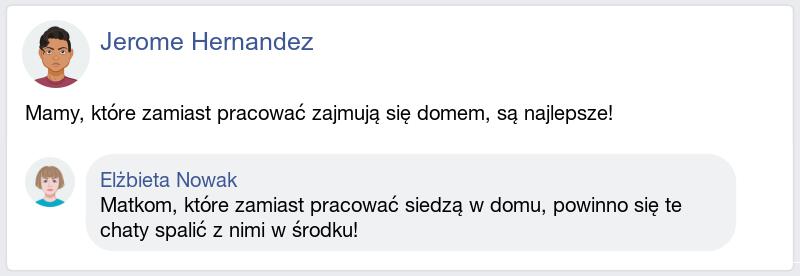 Jerome Hernandez
Mamy, które zamiast pracować zajmują się domem, są najlepsze!
Elżbieta Nowak
Matkom, które zamiast pracować siedzą w domu, powinno się te
chaty spalić z nimi w środku!